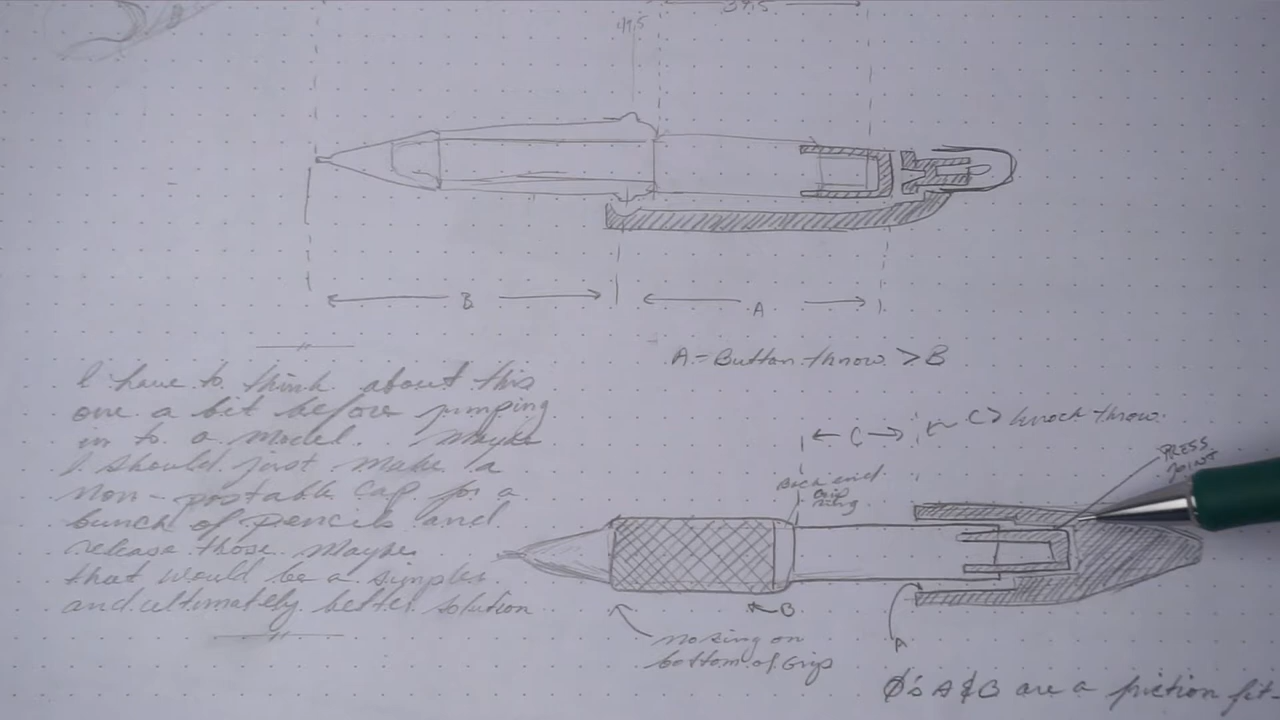 39.5
B
A
A = Button throw > B
I have to think about this
one a bit before jumping
in to a model. Maybe
I should just make a
non-postable cap for a
bunch of pencils and
release those. Maybe
that would be a simpler
and ultimately better solution
C
C > knock throw.
PRESS
JOINT
Back end
Grip
ring
B
A
nosing on
bottom of Grip
Ø's A & B are a friction fit-